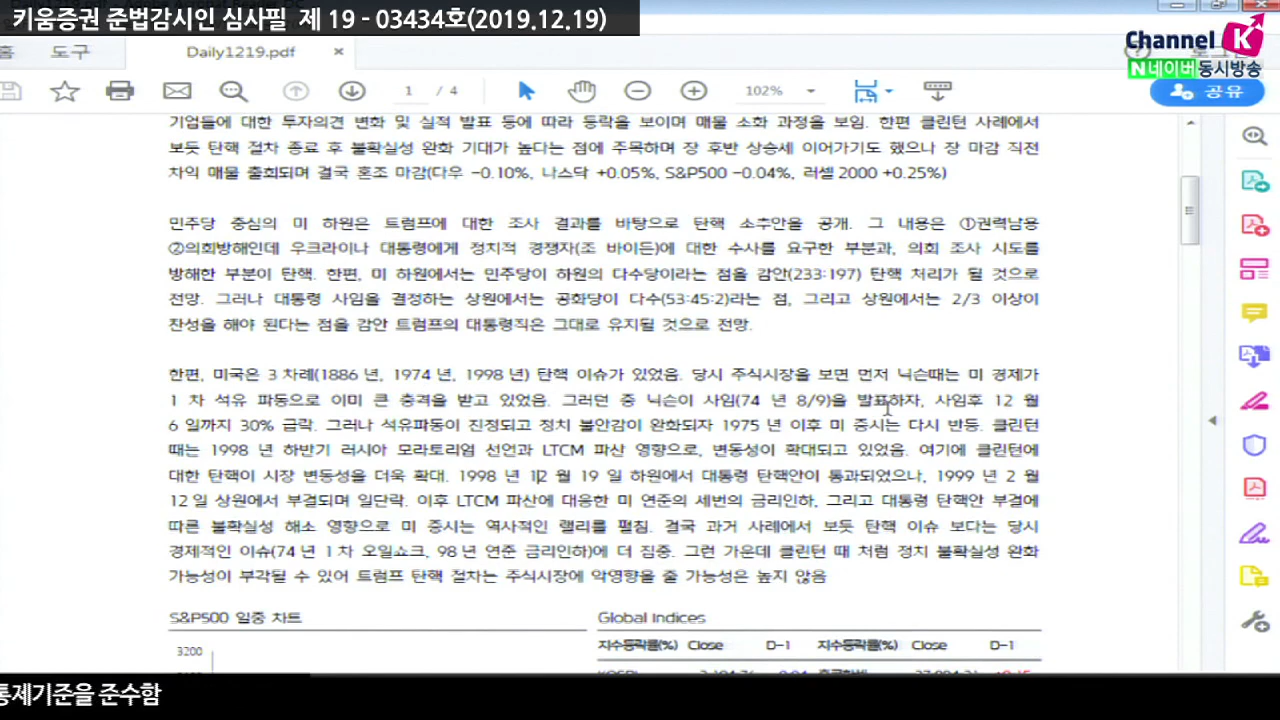 키움증권 준법감시인 심사필 제 19 - 03434호(2019.12.19)
Channel K
N 네이버 동시방송
홈 도구 Daily1219.pdf ×
1 / 4 102% 공유
기업들에 대한 투자의견 변화 및 실적 발표 등에 따라 등락을 보이며 매물 소화 과정을 보임. 한편 클린턴 사례에서
보듯 탄핵 절차 종료 후 불확실성 완화 기대가 높다는 점에 주목하며 장 후반 상승세 이어가기도 했으나 장 마감 직전
차익 매물 출회되며 결국 혼조 마감(다우 -0.10%, 나스닥 +0.05%, S&P500 -0.04%, 러셀 2000 +0.25%)
민주당 중심의 미 하원은 트럼프에 대한 조사 결과를 바탕으로 탄핵 소추안을 공개. 그 내용은 ①권력남용
②의회방해인데 우크라이나 대통령에게 정치적 경쟁자(조 바이든)에 대한 수사를 요구한 부분과, 의회 조사 시도를
방해한 부분이 탄핵. 한편, 미 하원에서는 민주당이 하원의 다수당이라는 점을 감안(233:197) 탄핵 처리가 될 것으로
전망. 그러나 대통령 사임을 결정하는 상원에서는 공화당이 다수(53:45:2)라는 점, 그리고 상원에서는 2/3 이상이
찬성을 해야 된다는 점을 감안 트럼프의 대통령직은 그대로 유지될 것으로 전망.
한편, 미국은 3 차례(1886 년, 1974 년, 1998 년) 탄핵 이슈가 있었음. 당시 주식시장을 보면 먼저 닉슨때는 미 경제가
1 차 석유 파동으로 이미 큰 충격을 받고 있었음. 그러던 중 닉슨이 사임(74 년 8/9)을 발표하자, 사임후 12 월
6 일까지 30% 급락. 그러나 석유파동이 진정되고 정치 불안감이 완화되자 1975 년 이후 미 증시는 다시 반등. 클린턴
때는 1998 년 하반기 러시아 모라토리엄 선언과 LTCM 파산 영향으로, 변동성이 확대되고 있었음. 여기에 클린턴에
대한 탄핵이 시장 변동성을 더욱 확대. 1998 년 12 월 19 일 하원에서 대통령 탄핵안이 통과되었으나, 1999 년 2 월
12 일 상원에서 부결되며 일단락. 이후 LTCM 파산에 대응한 미 연준의 세번의 금리인하, 그리고 대통령 탄핵안 부결에
따른 불확실성 해소 영향으로 미 증시는 역사적인 랠리를 펼침. 결국 과거 사례에서 보듯 탄핵 이슈 보다는 당시
경제적인 이슈(74 년 1 차 오일쇼크, 98 년 연준 금리인하)에 더 집중. 그런 가운데 클린턴 때 처럼 정치 불확실성 완화
가능성이 부각될 수 있어 트럼프 탄핵 절차는 주식시장에 악영향을 줄 가능성은 높지 않음
S&P500 일중 차트 Global Indices
지수등락률(%) Close D-1 지수등락률(%) Close D-1
3200
통제기준을 준수함